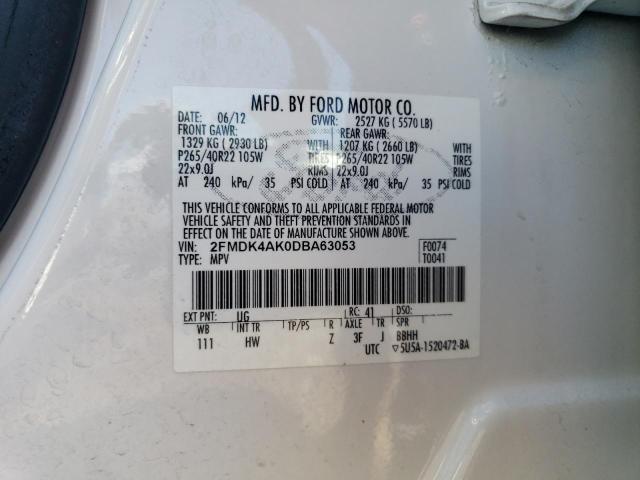 MFD. BY FORD MOTOR CO.
DATE: 06/12 GVWR: 2527 KG ( 5570 LB)
FRONT GAWR: REAR GAWR:
1329 KG ( 2930 LB) WITH 1207 KG ( 2660 LB) WITH
P265/40R22 105W TIRES P265/40R22 105W TIRES
22x9.0J RIMS 22x9.0J RIMS
AT 240 kPa/ 35 PSI COLD AT 240 kPa/ 35 PSI COLD
THIS VEHICLE CONFORMS TO ALL APPLICABLE FEDERAL MOTOR
VEHICLE SAFETY AND THEFT PREVENTION STANDARDS IN
EFFECT ON THE DATE OF MANUFACTURE SHOWN ABOVE.
VIN: 2FMDK4AK0DBA63053 F0074
TYPE: MPV T0041
EXT PNT: UG RC: 41 DSO:
WB INT TR TP/PS R AXLE TR SPR
111 HW Z 3F J BBHH
UTC ▽5U5A-1520472-BA